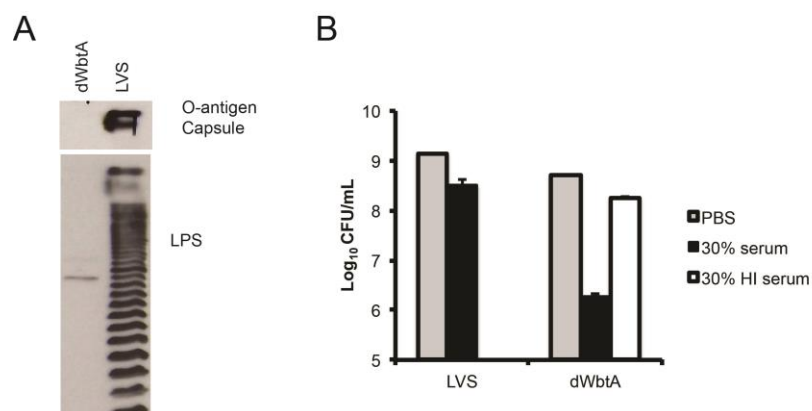 A
dWbtA
LVS
O-antigen
Capsule
LPS
B
Log10 CFU/mL
10
9
8
7
6
5
LVS
dWbtA
PBS
30% serum
30% HI serum